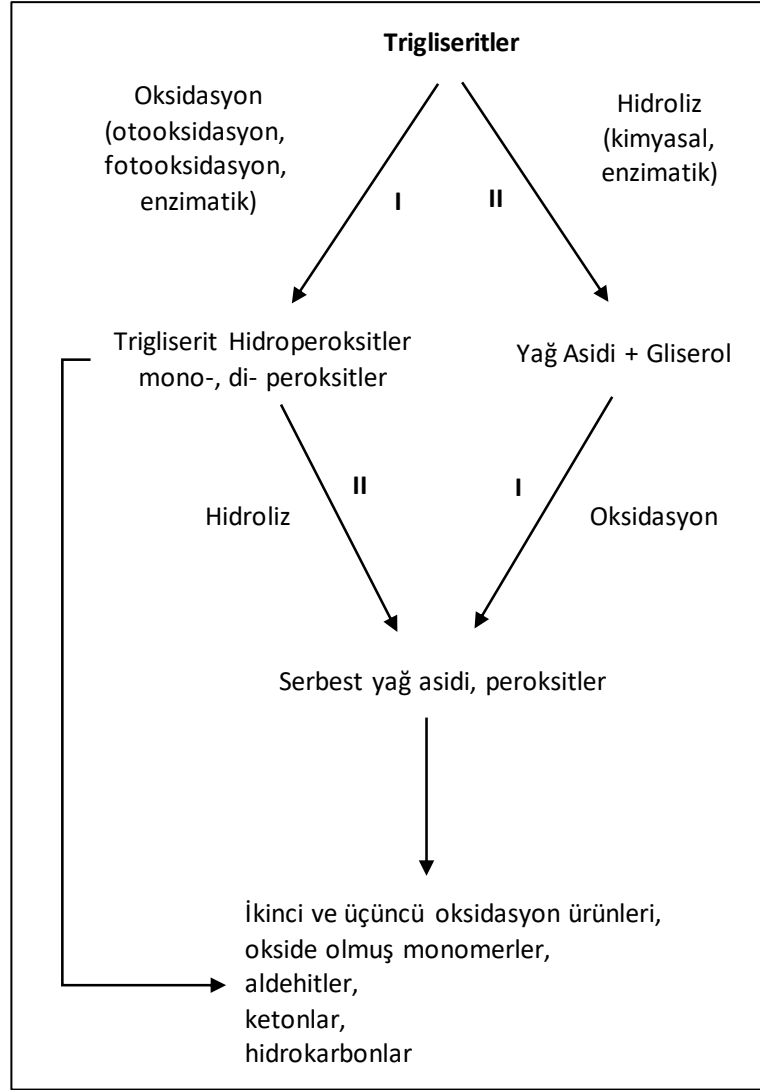 Trigliseritler
Oksidasyon
(otooksidasyon,
fotooksidasyon,
enzimatik)
Hidroliz
(kimyasal,
enzimatik)
I
II
Trigliserit Hidroperoksitler
mono-, di- peroksitler
Yağ Asidi + Gliserol
II
I
Hidroliz
Oksidasyon
Serbest yağ asidi, peroksitler
İkinci ve üçüncü oksidasyon ürünleri,
okside olmuş monomerler,
aldehitler,
ketonlar,
hidrokarbonlar